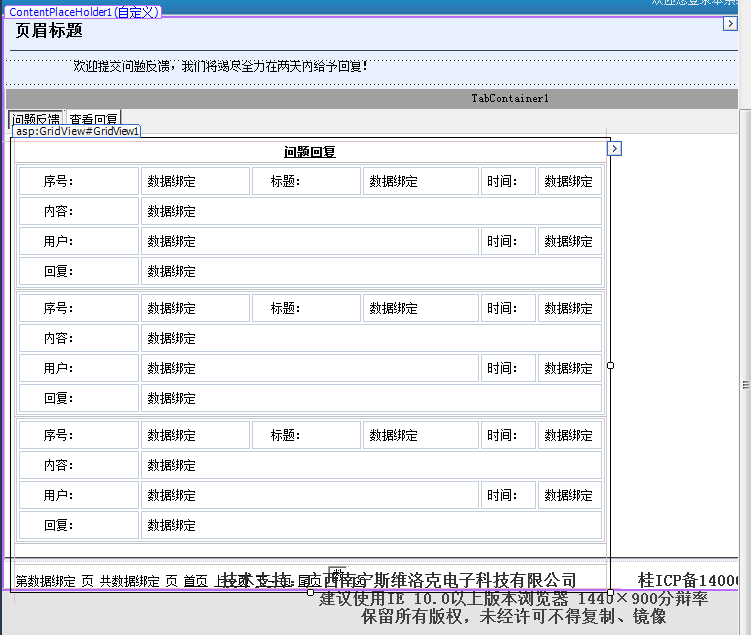 欢迎您登录本系
ContentPlaceHolder1(自定义)
页眉标题
欢迎提交问题反馈，我们将竭尽全力在两天内给予回复！
TabContainer1
问题反馈 查看回复
asp:GridView#GridView1
问题回复
序号： 数据绑定 标题： 数据绑定 时间： 数据绑定
内容： 数据绑定
用户： 数据绑定 时间： 数据绑定
回复： 数据绑定
序号： 数据绑定 标题： 数据绑定 时间： 数据绑定
内容： 数据绑定
用户： 数据绑定 时间： 数据绑定
回复： 数据绑定
序号： 数据绑定 标题： 数据绑定 时间： 数据绑定
内容： 数据绑定
用户： 数据绑定 时间： 数据绑定
回复： 数据绑定
第数据绑定 页 共数据绑定 页 首页
技术支持：广西南宁斯维洛克电子科技有限公司 桂ICP备1400
建议使用IE 10.0以上版本浏览器 1440×900分辩率
保留所有版权，未经许可不得复制、镜像